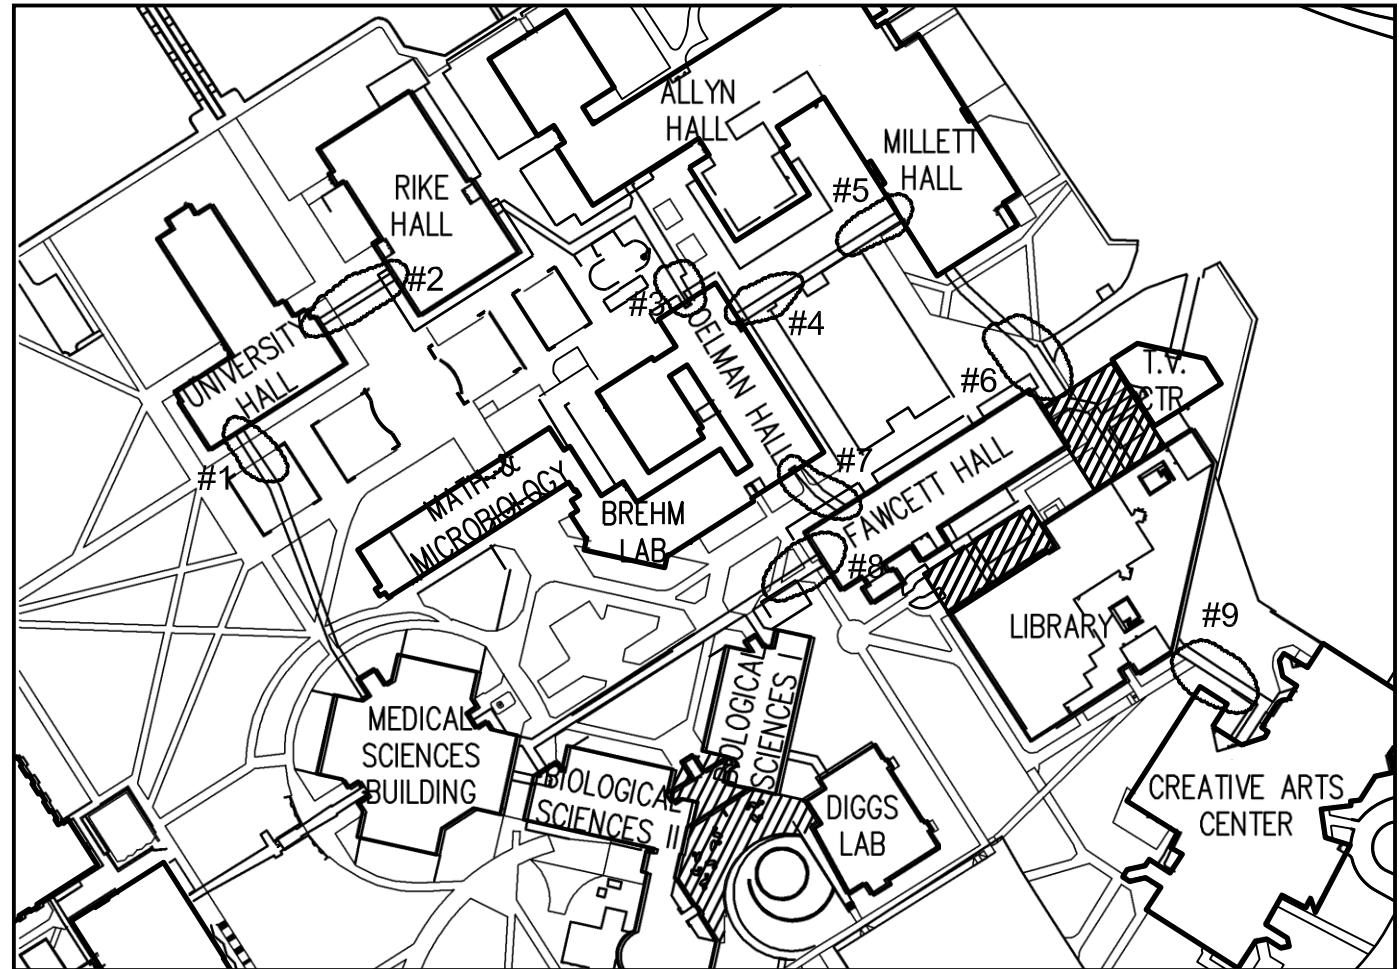 ALLYN
HALL
MILLETT
HALL
RIKE
HALL
#5
#2
#3
#4
OELMAN HALL
UNIVERSITY
HALL
#6
T.V.
CTR
#1
#7
MATH &
MICROBIOLOGY
BREHM
LAB
FAWCETT HALL
#8
LIBRARY
#9
MEDICAL
SCIENCES
BUILDING
BIOLOGICAL
SCIENCES I
BIOLOGICAL
SCIENCES II
DIGGS
LAB
CREATIVE ARTS
CENTER